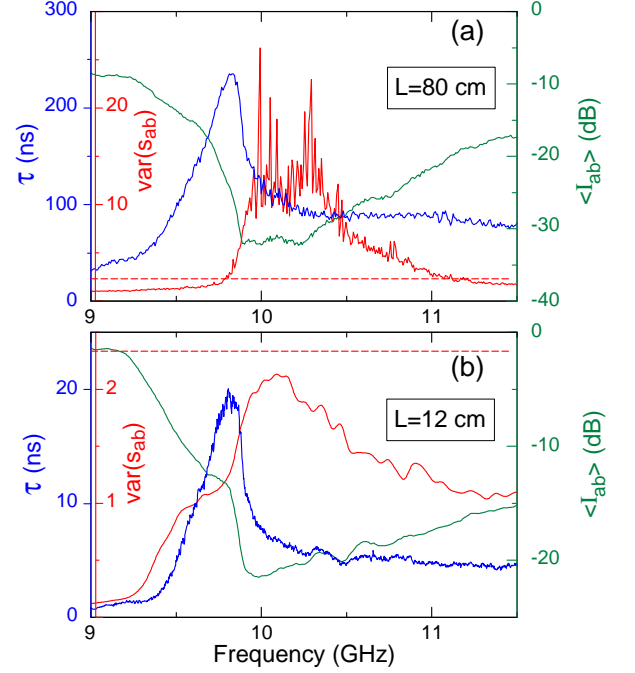 300
200
100
0
τ (ns)
20
10
var(s_ab)
(a)
L=80 cm
0
-10
-20
-30
-40
<I_ab> (dB)
9
10
11
20
10
0
τ (ns)
2
1
var(s_ab)
(b)
L=12 cm
0
-10
-20
<I_ab> (dB)
9
10
11
Frequency (GHz)